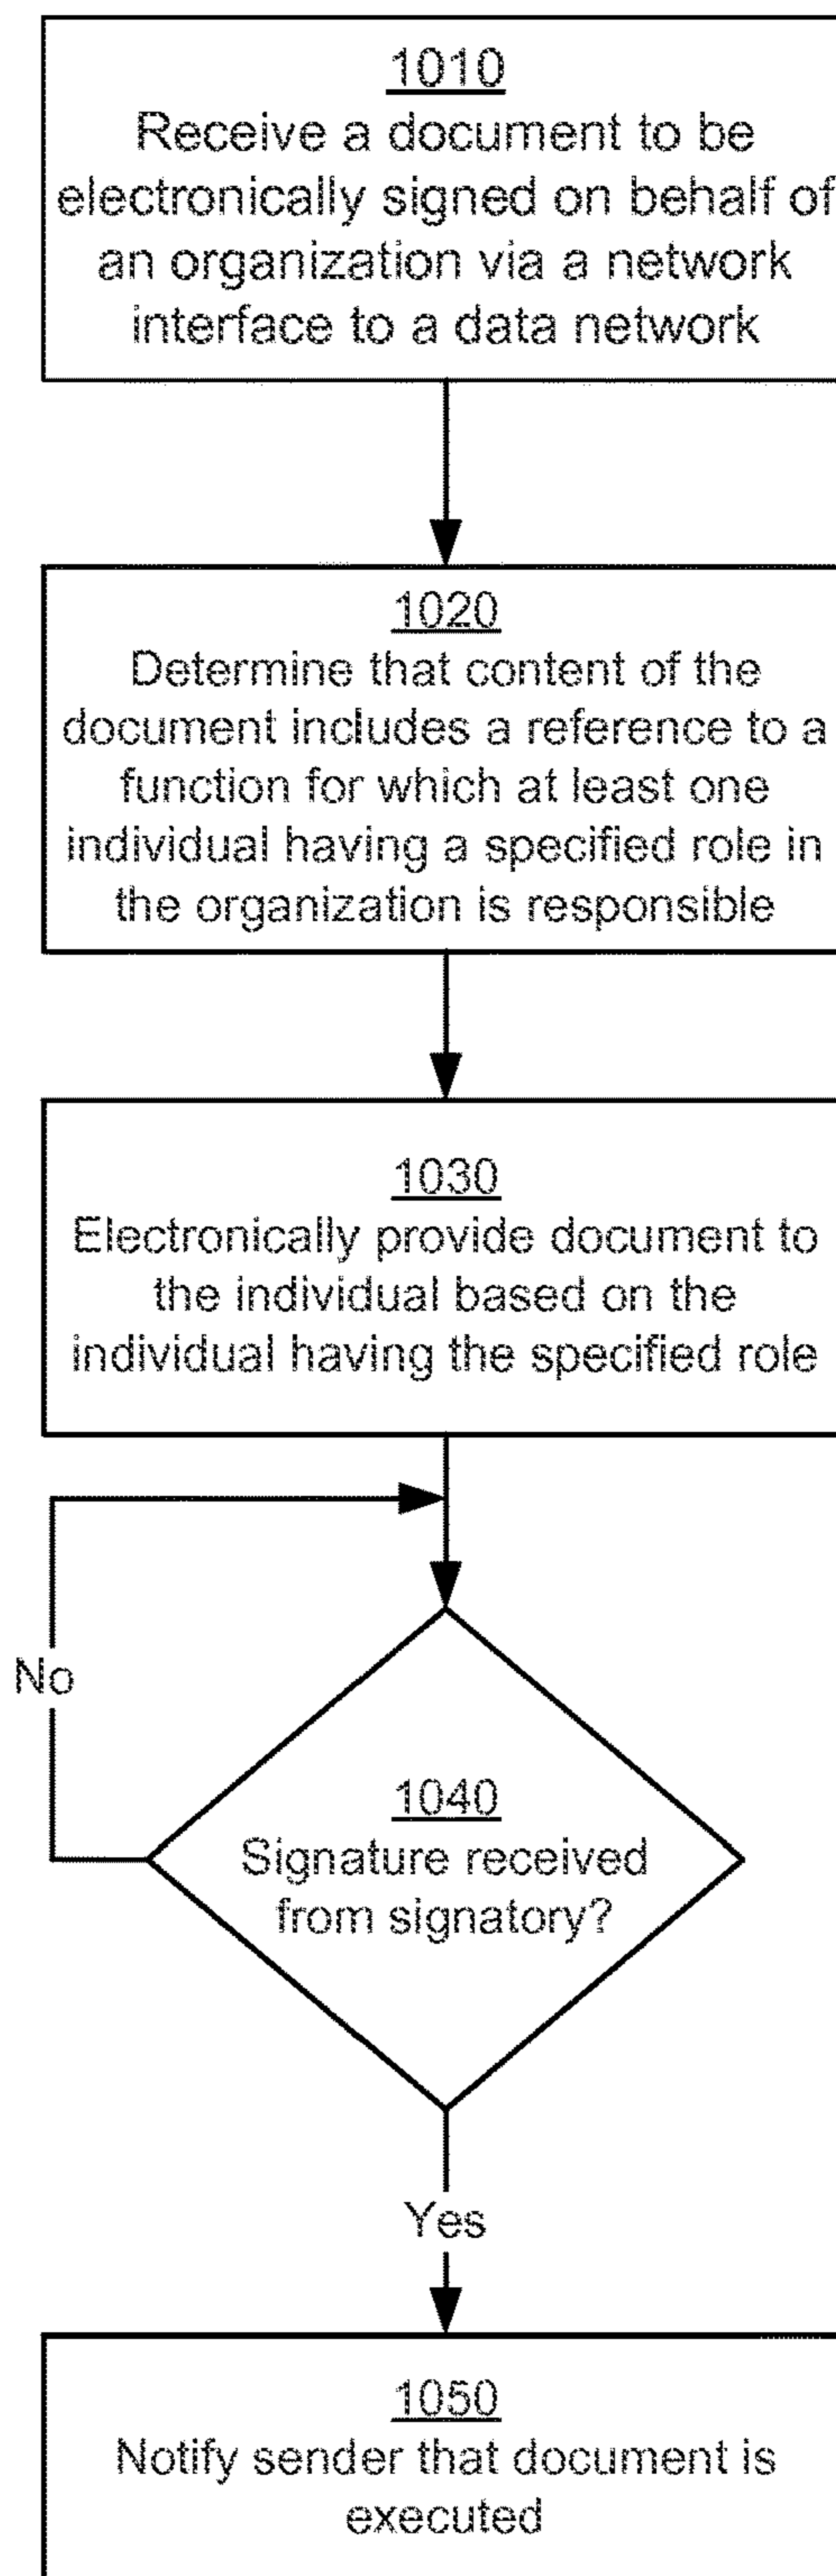 1010
Receive a document to be
electronically signed on behalf of
an organization via a network
interface to a data network
1020
Determine that content of the
document includes a reference to a
function for which at least one
individual having a specified role in
the organization is responsible
1030
Electronically provide document to
the individual based on the
individual having the specified role
No
1040
Signature received
from signatory?
Yes
1050
Notify sender that document is
executed